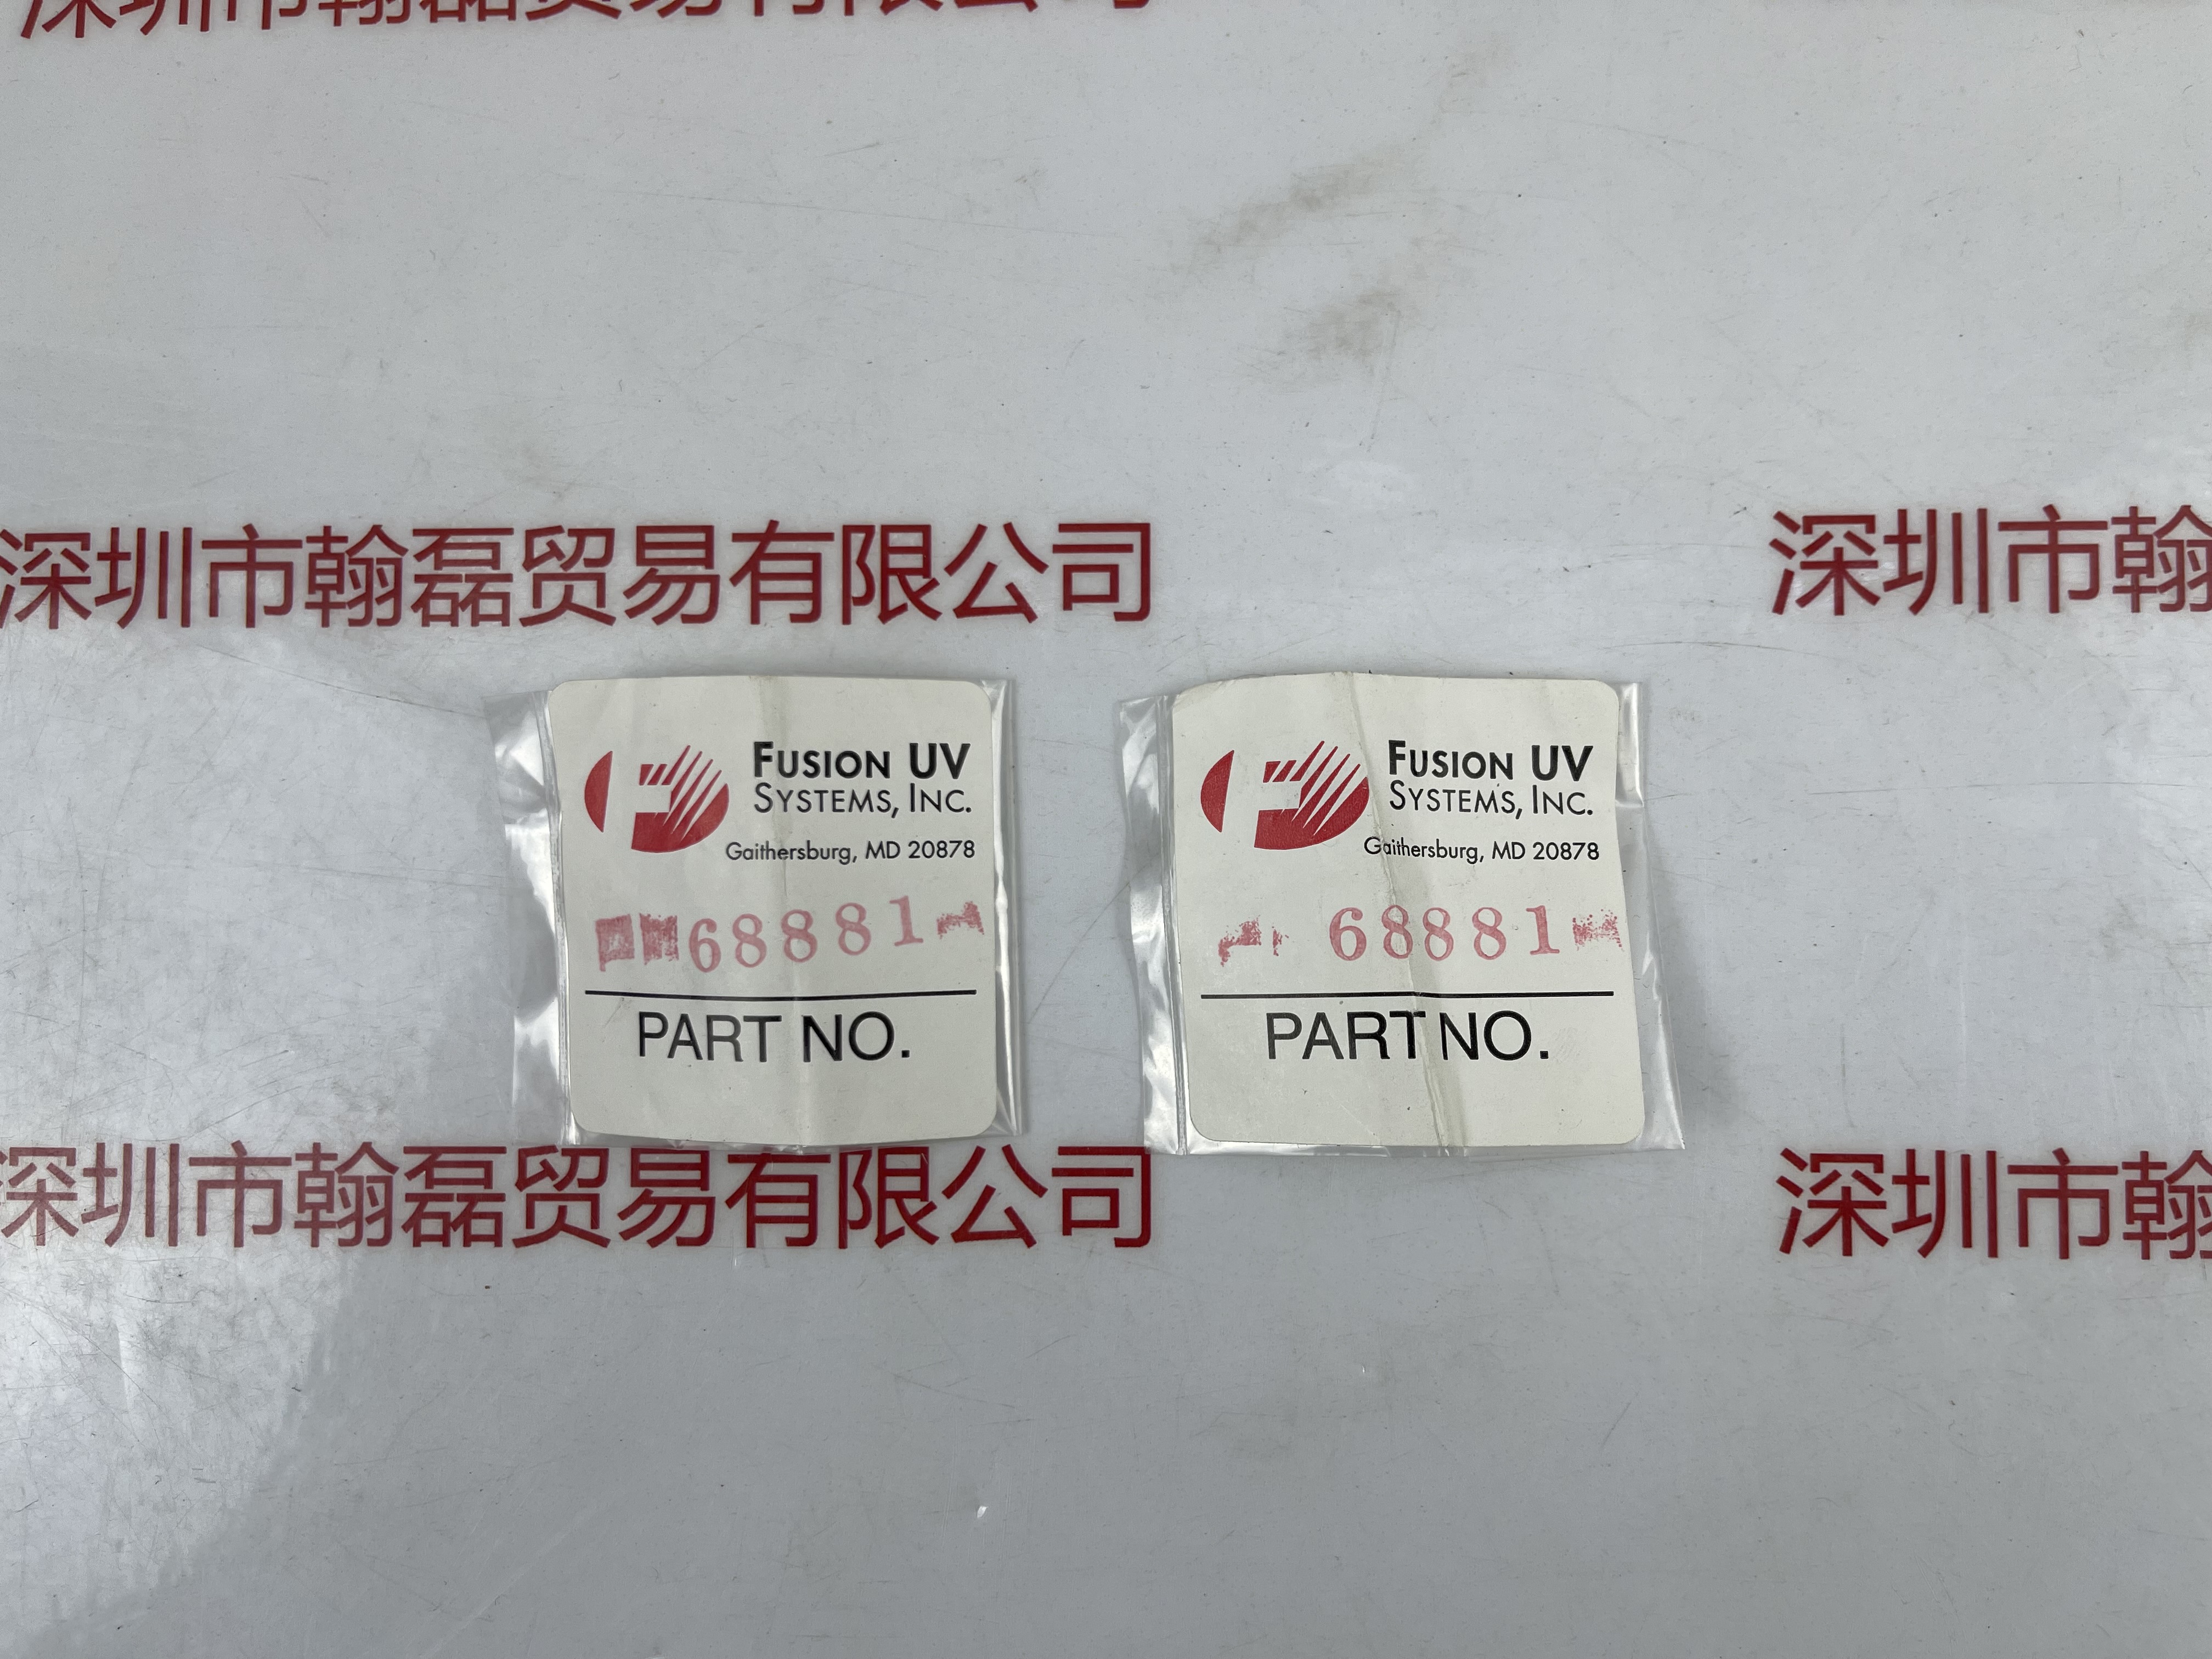 深圳市翰磊贸易有限公司
深圳市翰磊贸易有限公司
深圳市翰
FUSION UV
SYSTEMS, INC.
Gaithersburg, MD 20878
68881
PART NO.
FUSION UV
SYSTEMS, INC.
Gaithersburg, MD 20878
68881
PART NO.
深圳市翰磊贸易有限公司
深圳市翰